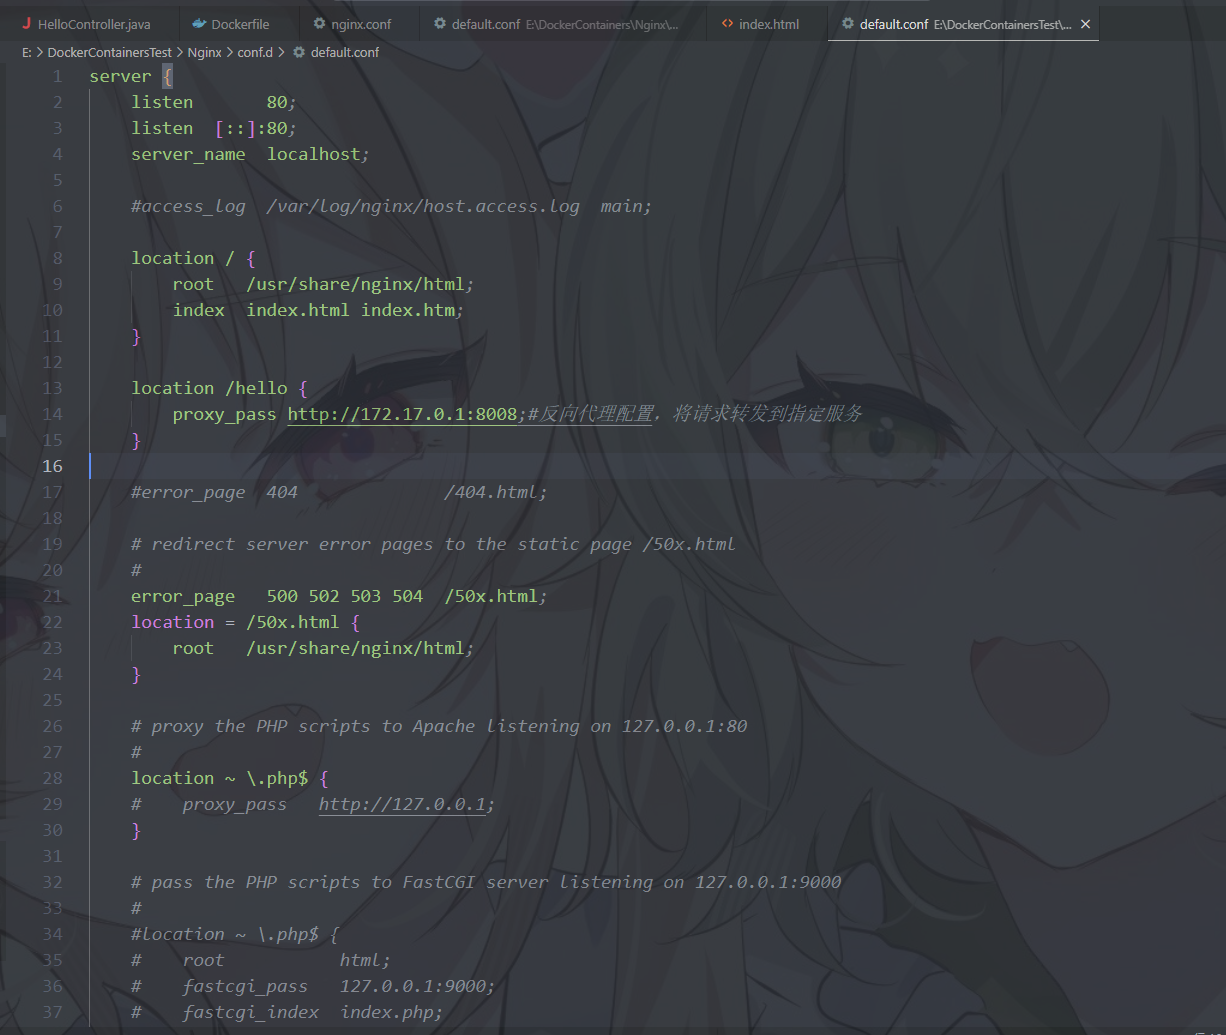 HelloController.java Dockerfile nginx.conf default.conf E:\DockerContainers\Nginx\... index.html default.conf E:\DockerContainersTest\...
E: > DockerContainersTest > Nginx > conf.d > default.conf
1 server {
2 listen 80;
3 listen [::]:80;
4 server_name localhost;
5
6 #access_log /var/log/nginx/host.access.log main;
7
8 location / {
9 root /usr/share/nginx/html;
10 index index.html index.htm;
11 }
12
13 location /hello {
14 proxy_pass http://172.17.0.1:8008;#反向代理配置，将请求转发到指定服务
15 }
16
17 #error_page 404 /404.html;
18
19 # redirect server error pages to the static page /50x.html
20 #
21 error_page 500 502 503 504 /50x.html;
22 location = /50x.html {
23 root /usr/share/nginx/html;
24 }
25
26 # proxy the PHP scripts to Apache listening on 127.0.0.1:80
27 #
28 location ~ \.php$ {
29 # proxy_pass http://127.0.0.1;
30 }
31
32 # pass the PHP scripts to FastCGI server listening on 127.0.0.1:9000
33 #
34 #location ~ \.php$ {
35 # root html;
36 # fastcgi_pass 127.0.0.1:9000;
37 # fastcgi_index index.php;